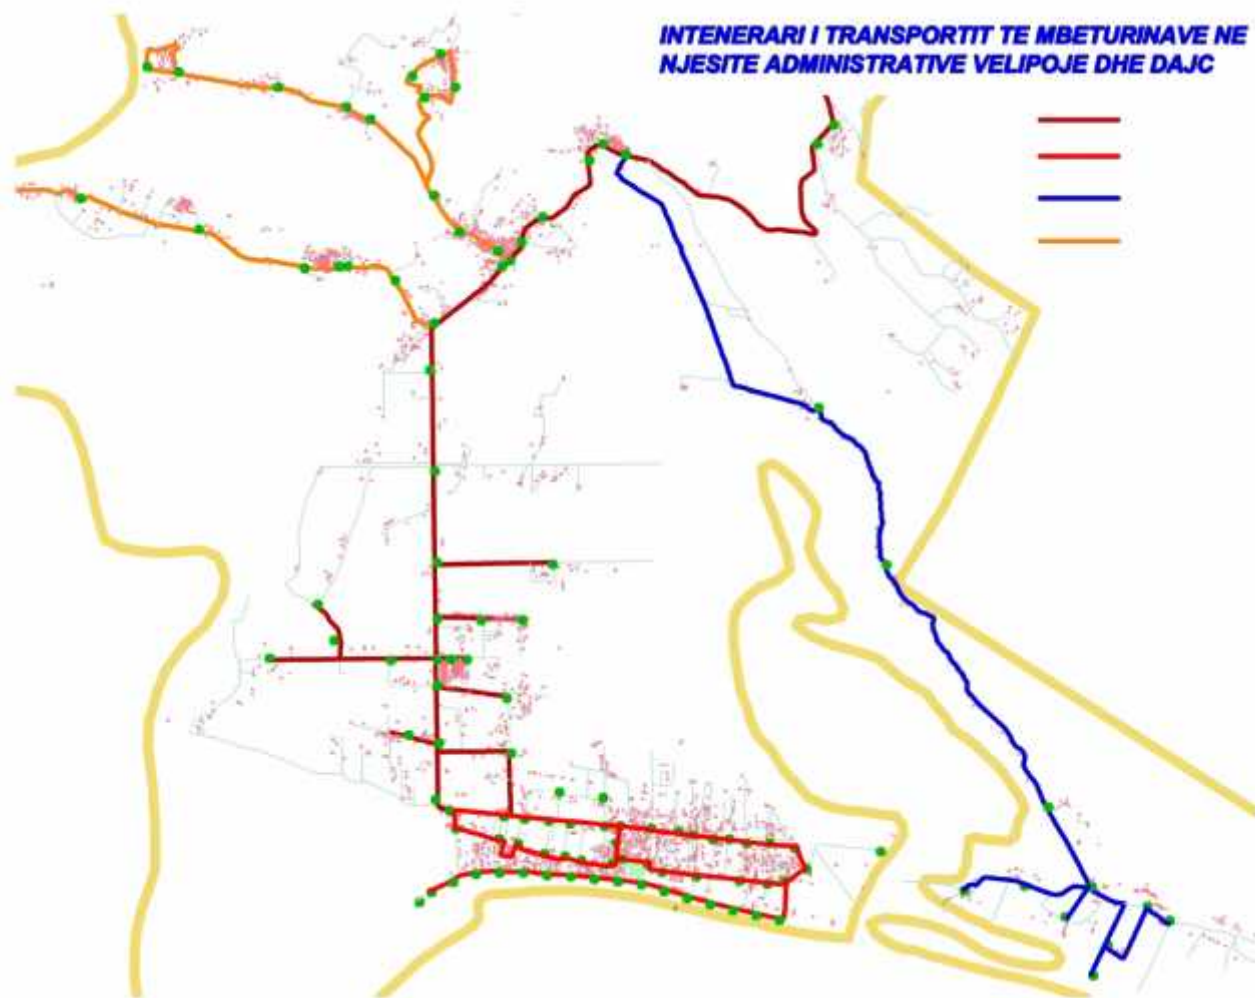 INTENERARI I TRANSPORTIT TE MBETURINAVE NE
NJESITE ADMINISTRATIVE VELIPOJE DHE DAJC